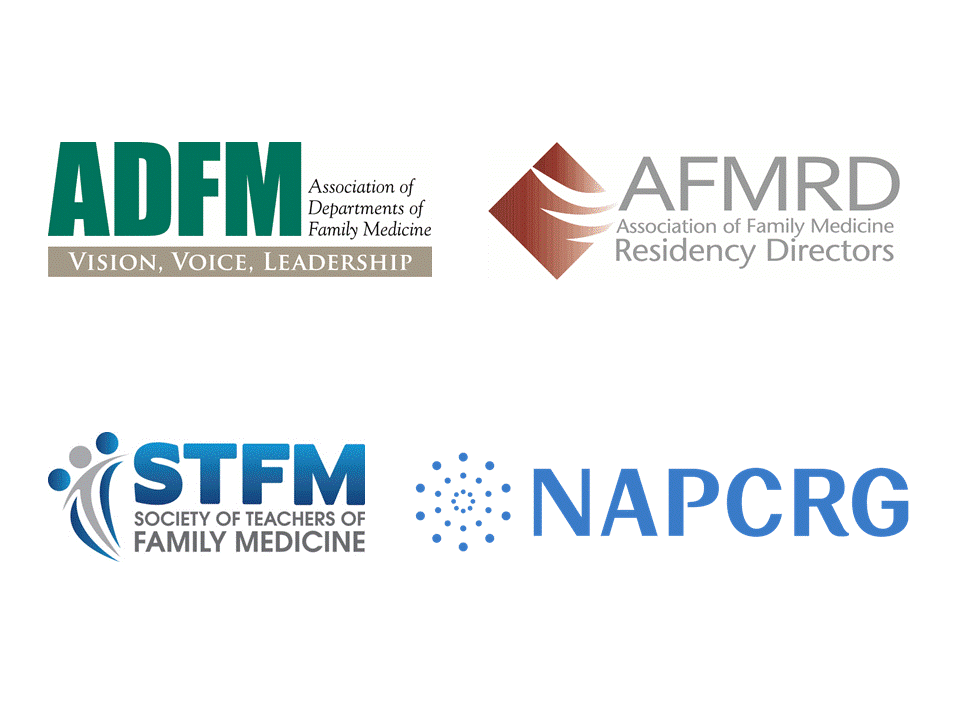 ADFM
Association of
Departments of
Family Medicine
VISION, VOICE, LEADERSHIP
AFMRD
Association of Family Medicine
Residency Directors
STFM
SOCIETY OF TEACHERS OF
FAMILY MEDICINE
NAPCRG